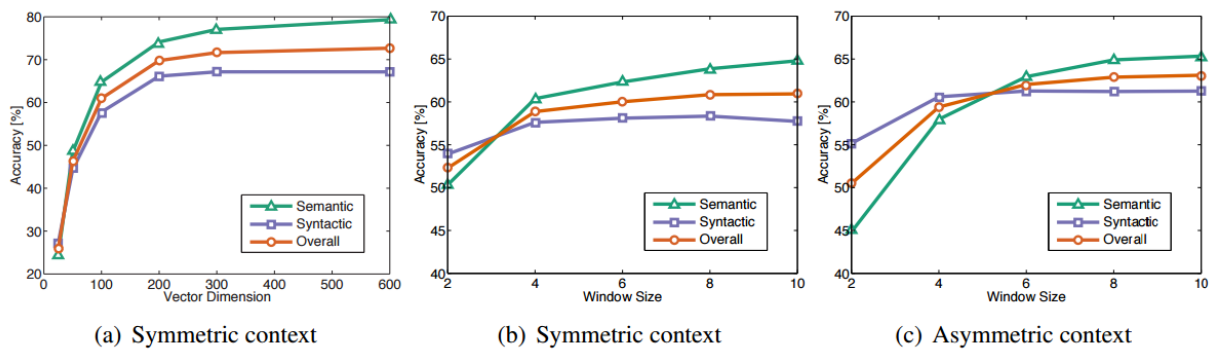 80
70
60
50
40
30
20
0 100 200 300 400 500 600
Vector Dimension
Accuracy [%]
Semantic
Syntactic
Overall
(a) Symmetric context
70
65
60
55
50
45
40
2 4 6 8 10
Window Size
Accuracy [%]
Semantic
Syntactic
Overall
(b) Symmetric context
70
65
60
55
50
45
40
2 4 6 8 10
Window Size
Accuracy [%]
Semantic
Syntactic
Overall
(c) Asymmetric context